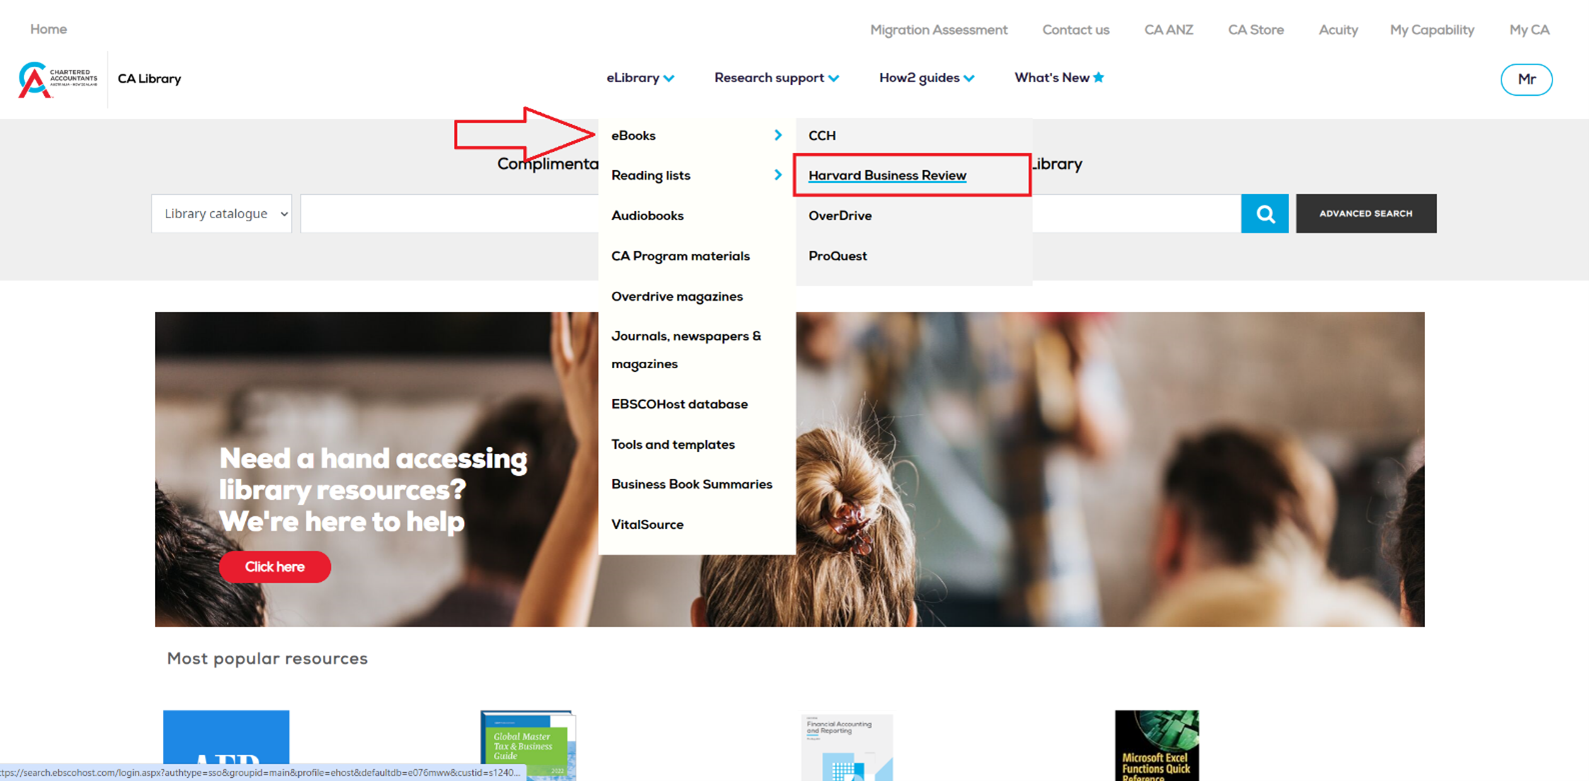 Home
Migration Assessment
Contact us
CA ANZ
CA Store
Acuity
My Capability
My CA
CHARTERED
ACCOUNTANTS
AUSTRALIA + NEW ZEALAND
CA Library
eLibrary
Research support
How2 guides
What's New
Mr
eBooks
CCH
Complimenta
Library
Reading lists
Harvard Business Review
Library catalogue
Audiobooks
OverDrive
ADVANCED SEARCH
CA Program materials
ProQuest
Overdrive magazines
Journals, newspapers &
magazines
EBSCOHost database
Tools and templates
Business Book Summaries
VitalSource
Need a hand accessing
library resources?
We're here to help
Click here
Most popular resources
Global Master
Tax & Business
Guide
2023
Financial Accounting
and Reporting
Microsoft Excel
Functions Quick
Reference
ttps://search.ebscohost.com/login.aspx?authtype=sso&groupid=main&profile=ehost&defaultdb=e076mww&custid=s1240...